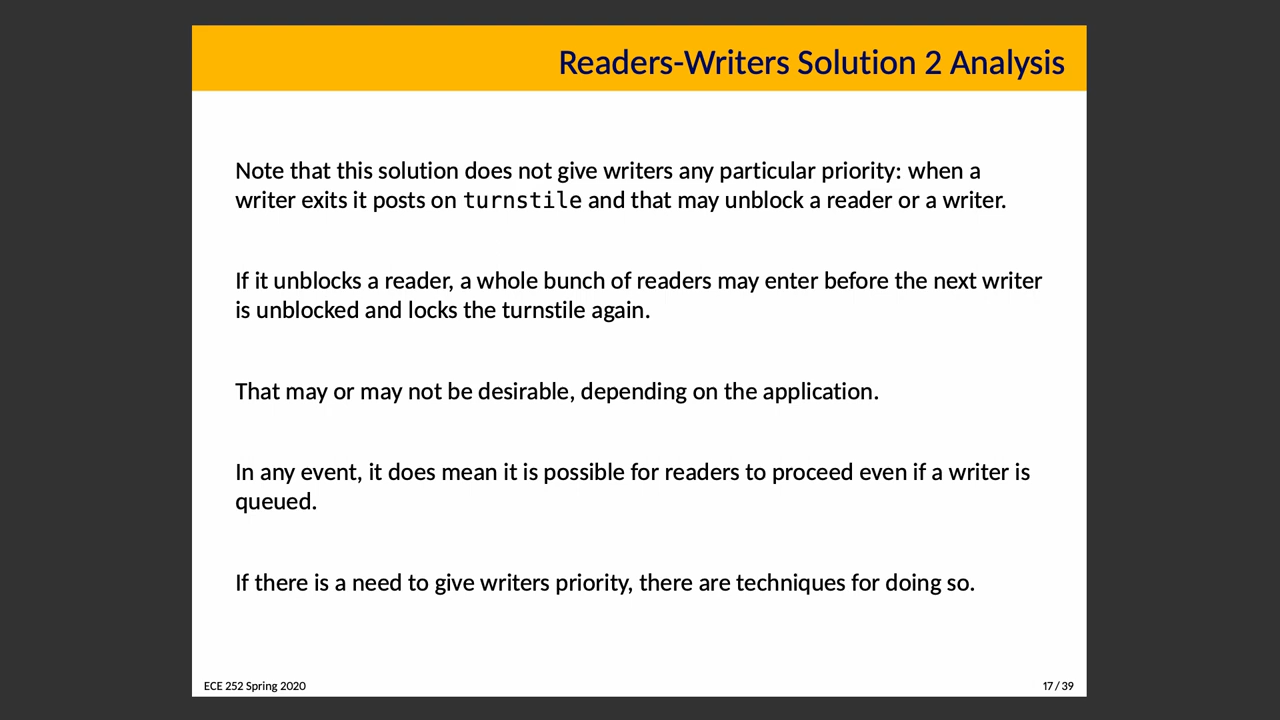 Readers-Writers Solution 2 Analysis
Note that this solution does not give writers any particular priority: when a
writer exits it posts on turnstile and that may unblock a reader or a writer.
If it unblocks a reader, a whole bunch of readers may enter before the next writer
is unblocked and locks the turnstile again.
That may or may not be desirable, depending on the application.
In any event, it does mean it is possible for readers to proceed even if a writer is
queued.
If there is a need to give writers priority, there are techniques for doing so.
ECE 252 Spring 2020
17 / 39